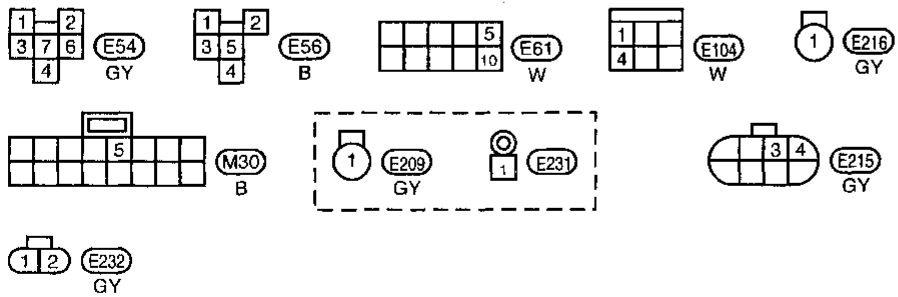 1 2 1 2 5 1 1
3 7 6 E54 3 5 E56 10 E61 4 E104 E216
4 GY 4 B W W GY
5 3 4
M30 1 E209 1 E231 E215
B GY GY
1 2 E232
GY